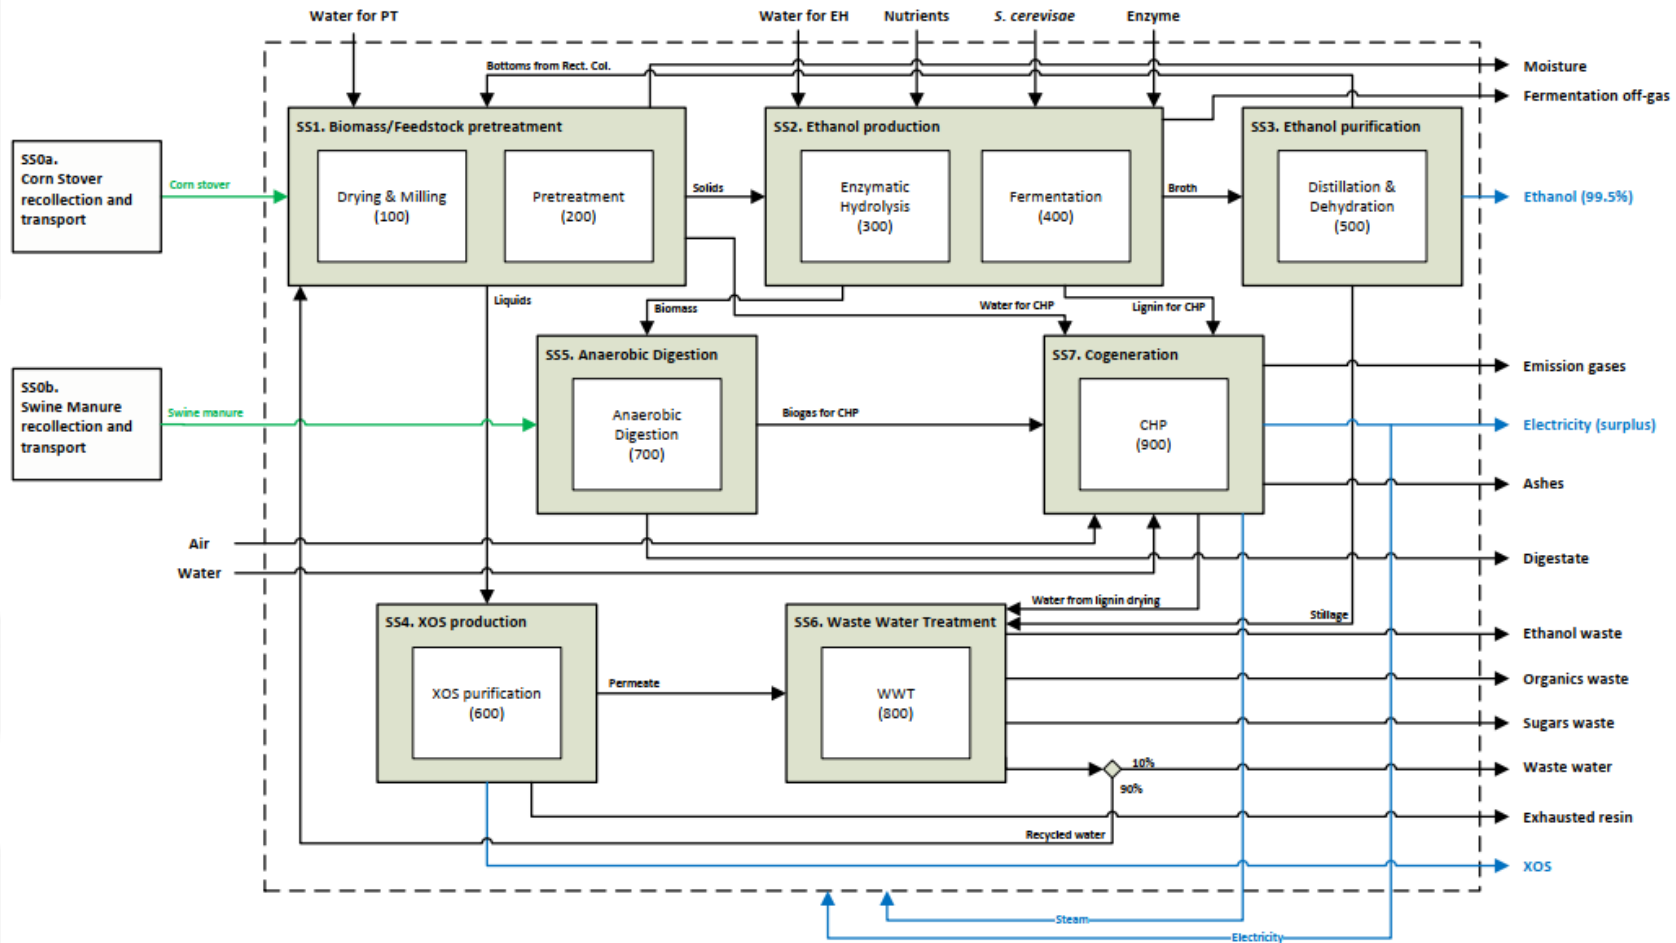 Water for PT
Water for EH
Nutrients
S. cerevisae
Enzyme
Bottoms from Rect. Col.
Moisture
Fermentation off-gas
SS1. Biomass/Feedstock pretreatment
SS2. Ethanol production
SS3. Ethanol purification
SS0a.
Corn Stover
recollection and
transport
Corn stover
Drying & Milling
(100)
Pretreatment
(200)
Solids
Enzymatic
Hydrolysis
(300)
Fermentation
(400)
Broth
Distillation &
Dehydration
(500)
Ethanol (99.5%)
Liquids
Biomass
Water for CHP
Lignin for CHP
SS5. Anaerobic Digestion
SS7. Cogeneration
Emission gases
SS0b.
Swine Manure
recollection and
transport
Swine manure
Anaerobic
Digestion
(700)
Biogas for CHP
CHP
(900)
Electricity (surplus)
Ashes
Air
Digestate
Water
Water from lignin drying
Stillage
SS4. XOS production
SS6. Waste Water Treatment
Ethanol waste
XOS purification
(600)
Permeate
WWT
(800)
Organics waste
Sugars waste
10%
Waste water
90%
Exhausted resin
Recycled water
XOS
Steam
Electricity